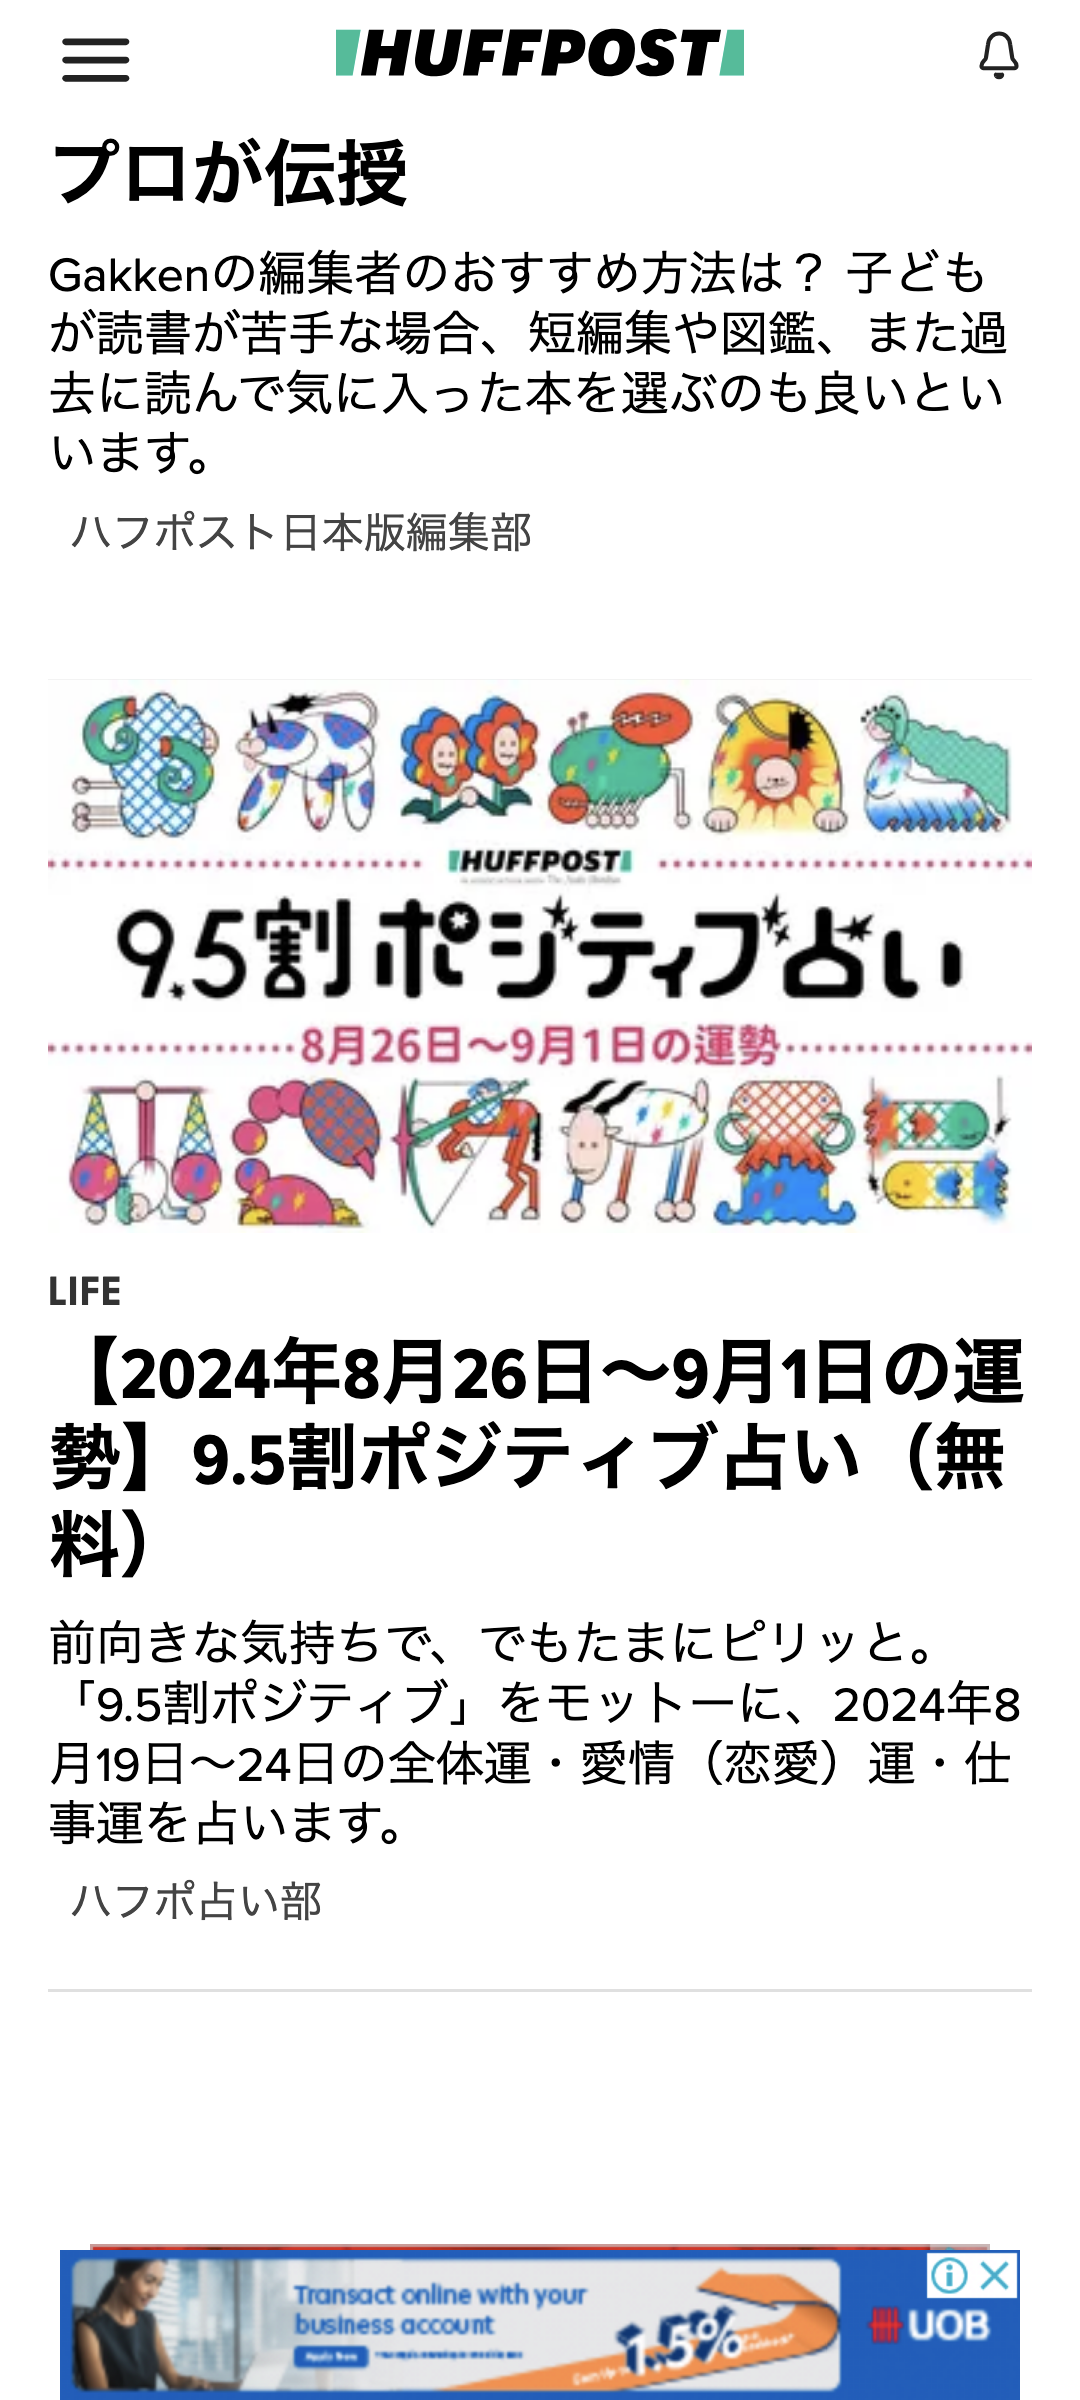 HUFFPOST
プロが伝授
Gakkenの編集者のおすすめ方法は？ 子ども
が読書が苦手な場合、短編集や図鑑、また過
去に読んで気に入った本を選ぶのも良いとい
います。
ハフポスト日本版編集部
HUFFPOST
9.5割ポジティブ占い
8月26日〜9月1日の運勢
LIFE
【2024年8月26日〜9月1日の運
勢】9.5割ポジティブ占い（無
料）
前向きな気持ちで、でもたまにピリッと。
「9.5割ポジティブ」をモットーに、2024年8
月19日〜24日の全体運・愛情（恋愛）運・仕
事運を占います。
ハフポ占い部
Transact online with your
business account
Apply Now
1.5%
UOB